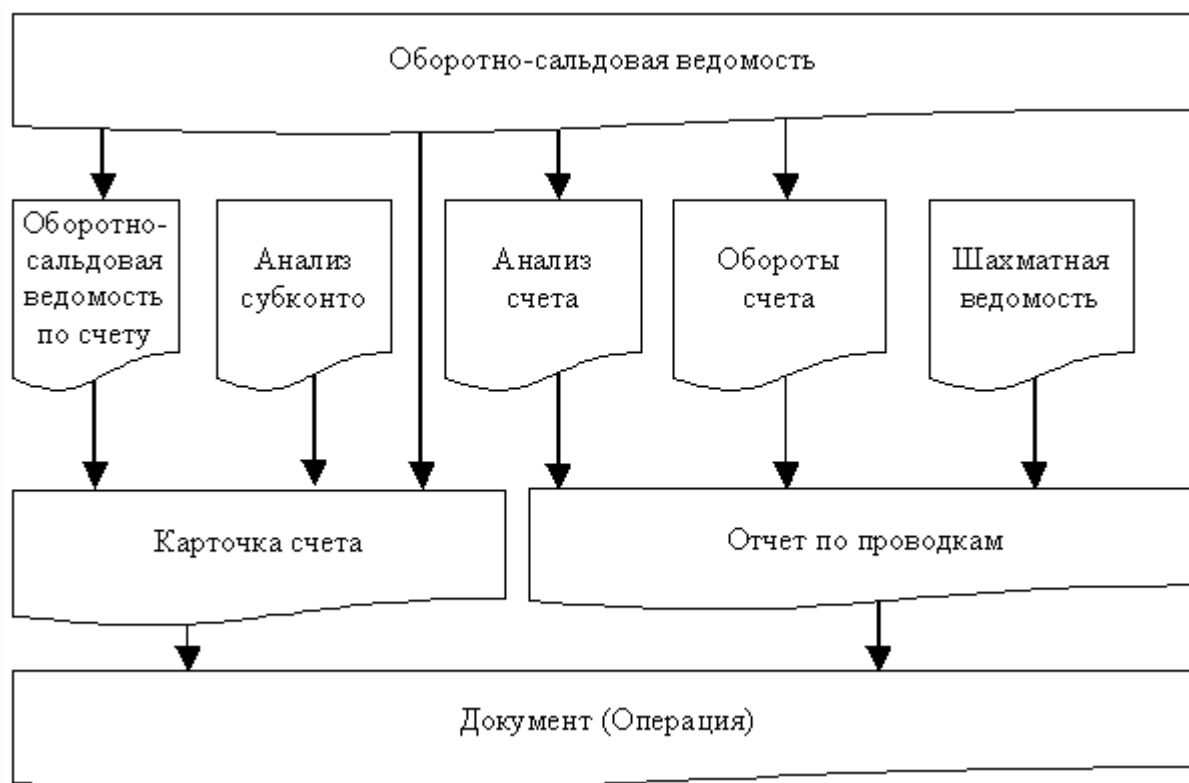 Оборотно-сальдовая ведомость
Оборотно-
сальдовая
ведомость
по счету
Анализ
субконто
Анализ
счета
Обороты
счета
Шахматная
ведомость
Карточка счета
Отчет по проводкам
Документ (Операция)